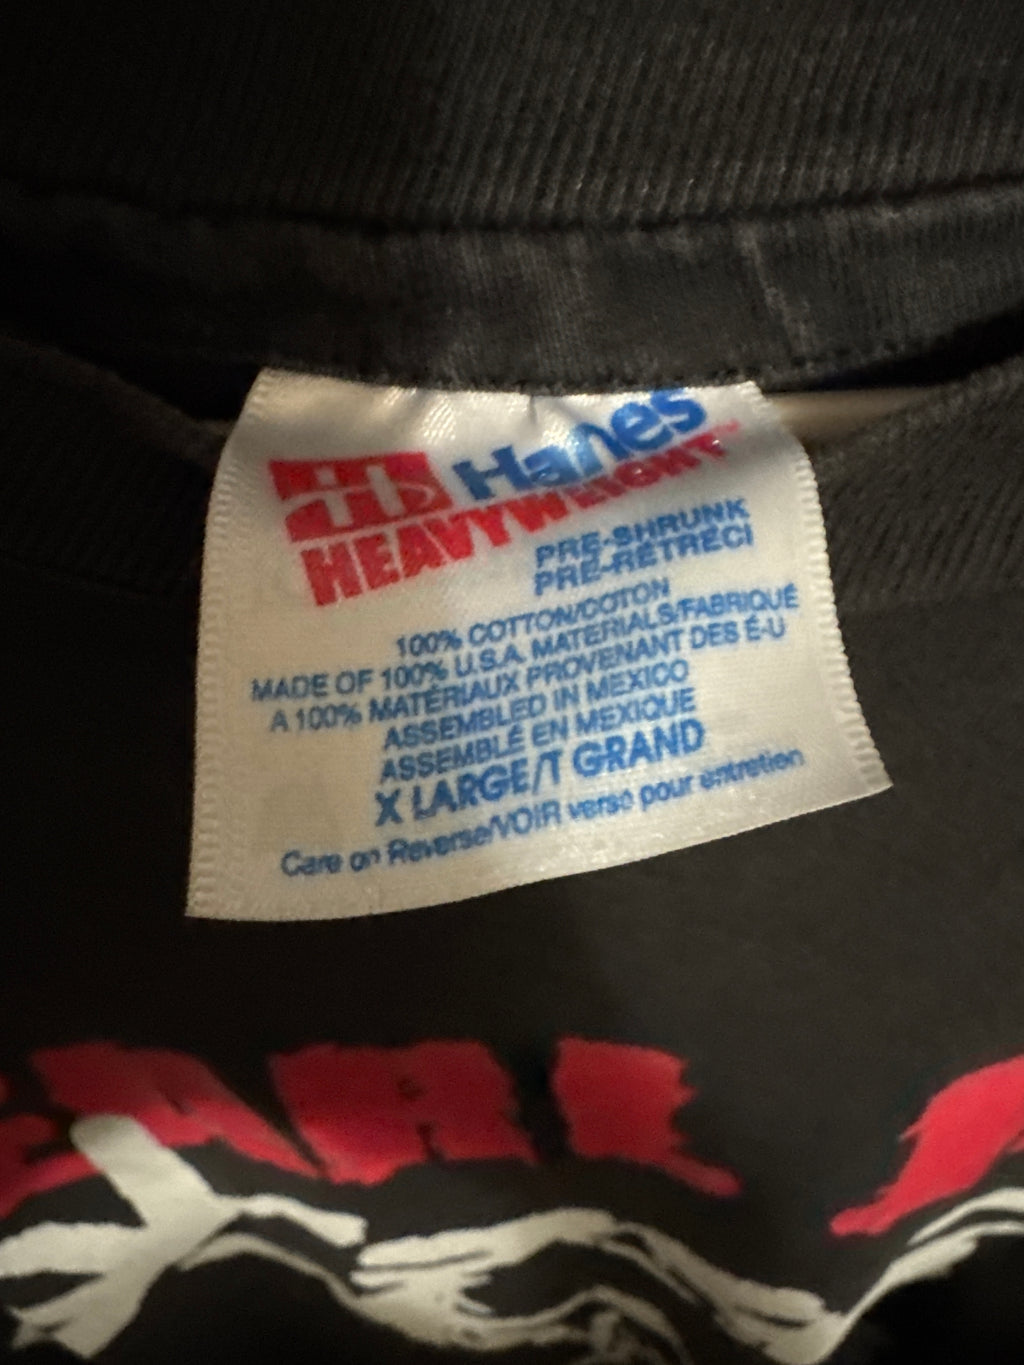 Hanes
HEAVYWEIGHT™
PRE-SHRUNK
PRE-RÉTRÉCI
100% COTTON/COTON
MADE OF 100% U.S.A. MATERIALS/FABRIQUÉ
A 100% MATÉRIAUX PROVENANT DES É-U
ASSEMBLED IN MEXICO
ASSEMBLÉ EN MEXIQUE
X LARGE/T GRAND
Care on Reverse/VOIR verso pour entretien